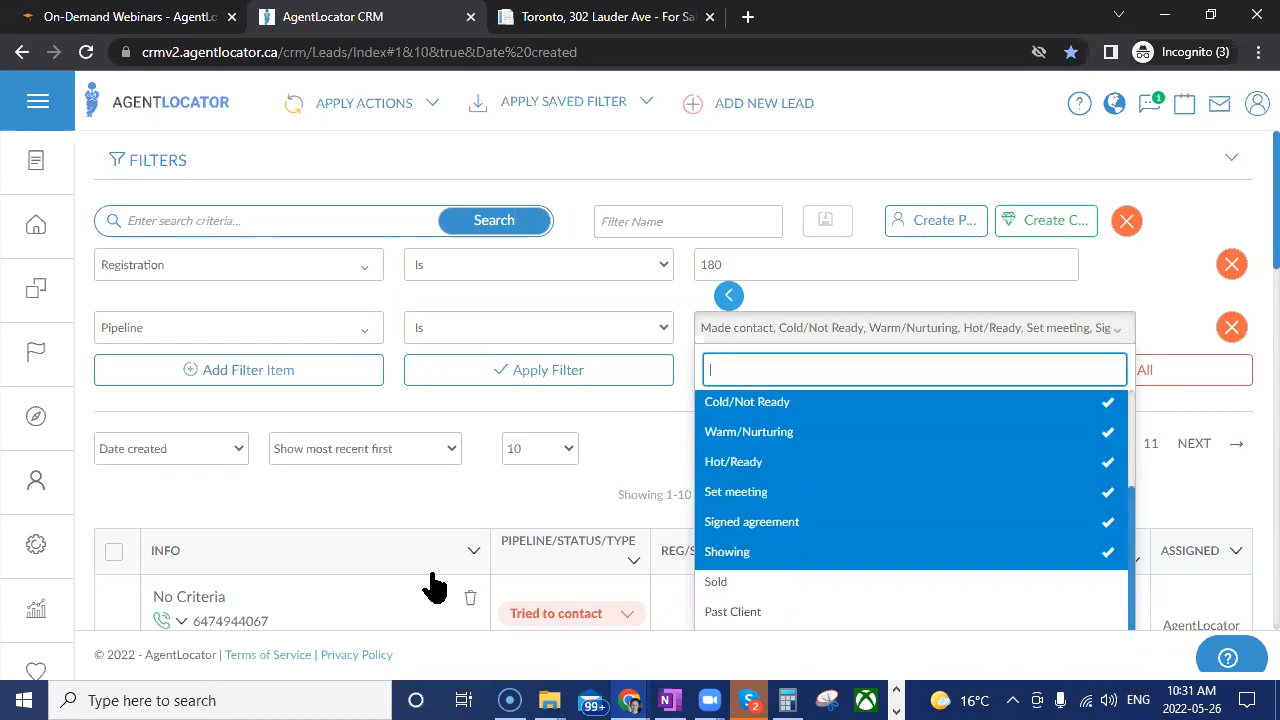 On-Demand Webinars - AgentLoc
AgentLocator CRM
Toronto, 302 Lauder Ave - For Sal
crmv2.agentlocator.ca/crm/Leads/Index#1&10&true&Date%20created
Incognito (3)
AGENTLOCATOR
APPLY ACTIONS
APPLY SAVED FILTER
ADD NEW LEAD
1
FILTERS
Enter search criteria...
Search
Filter Name
Create P...
Create C...
Registration
Is
180
Pipeline
Is
Made contact, Cold/Not Ready, Warm/Nurturing, Hot/Ready, Set meeting, Sig
Add Filter Item
Apply Filter
All
Cold/Not Ready
Warm/Nurturing
Hot/Ready
Set meeting
Signed agreement
Showing
Sold
Past Client
Date created
Show most recent first
10
11
NEXT
Showing 1-10
INFO
PIPELINE/STATUS/TYPE
REG/S
ASSIGNED
No Criteria
6474944067
Tried to contact
AgentLocator
© 2022 - AgentLocator | Terms of Service | Privacy Policy
Type here to search
99+
2
16°C
ENG
10:31 AM
2022-05-26